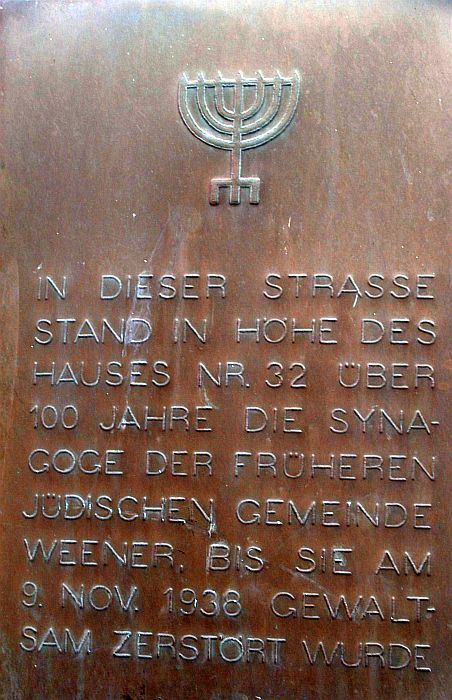 IN DIESER STRASSE
STAND IN HÖHE DES
HAUSES NR. 32 ÜBER
100 JAHRE DIE SYNA-
GOGE DER FRÜHEREN
JÜDISCHEN GEMEINDE
WEENER, BIS SIE AM
9. NOV. 1938 GEWALT-
SAM ZERSTÖRT WURDE